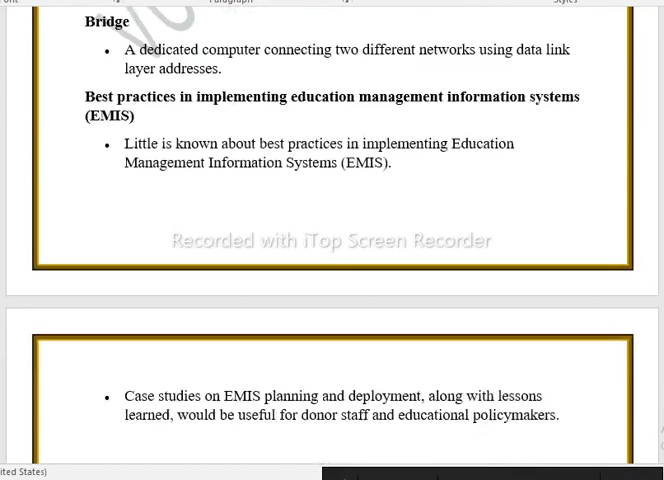 Paragraph
Styles
Bridge
• A dedicated computer connecting two different networks using data link
layer addresses.
Best practices in implementing education management information systems
(EMIS)
• Little is known about best practices in implementing Education
Management Information Systems (EMIS).
Recorded with iTop Screen Recorder
• Case studies on EMIS planning and deployment, along with lessons
learned, would be useful for donor staff and educational policymakers.
ited States)